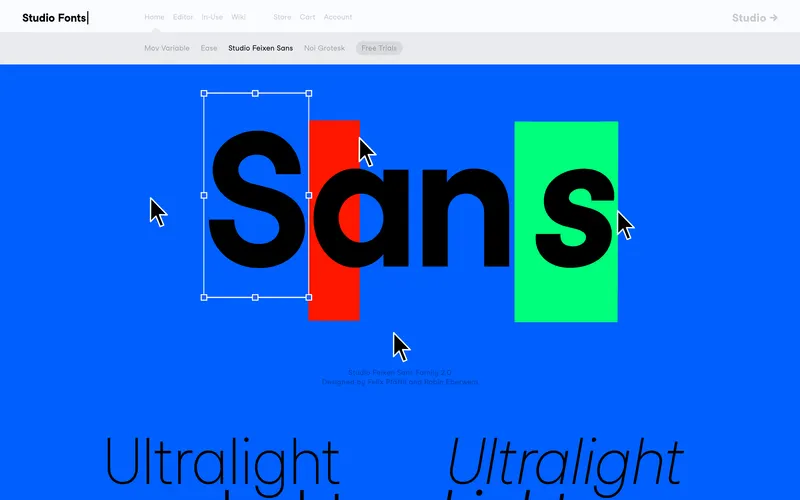 Studio Fonts
Home Editor In-Use Wiki Store Cart Account
Studio →
Mov Variable Ease Studio Feixen Sans Noi Grotesk Free Trials
Sans
Studio Feixen Sans Family 2.0
Designed by Felix Pfäffli and Robin Eberwein
Ultralight Ultralight